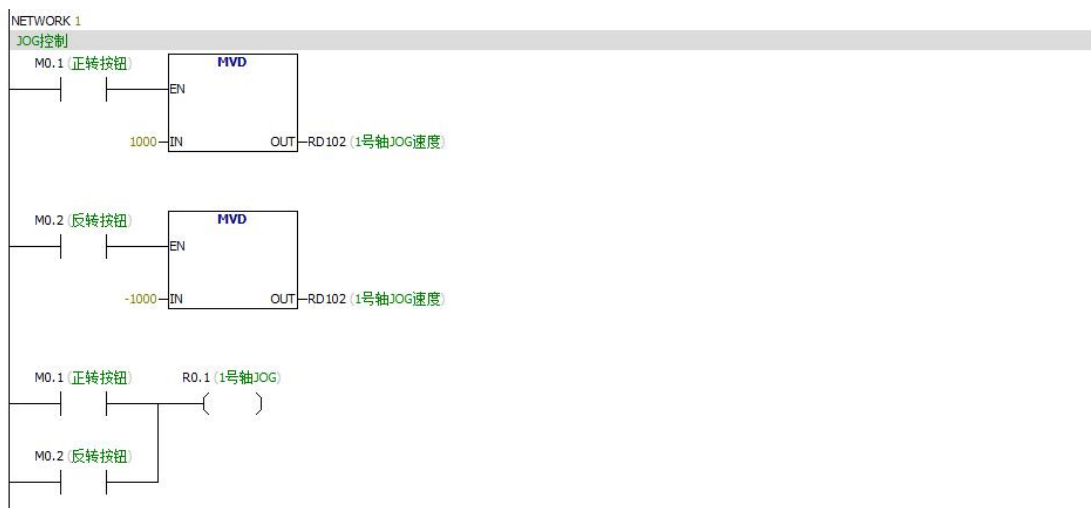 NETWORK 1
JOG控制
M0.1 (正转按钮)
MVD
EN
1000
IN
OUT
RD102 (1号轴JOG速度)
M0.2 (反转按钮)
MVD
EN
-1000
IN
OUT
RD102 (1号轴JOG速度)
M0.1 (正转按钮)
R0.1 (1号轴JOG)
M0.2 (反转按钮)